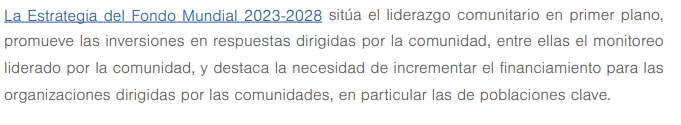 La Estrategia del Fondo Mundial 2023-2028 sitúa el liderazgo comunitario en primer plano,
promueve las inversiones en respuestas dirigidas por la comunidad, entre ellas el monitoreo
liderado por la comunidad, y destaca la necesidad de incrementar el financiamiento para las
organizaciones dirigidas por las comunidades, en particular las de poblaciones clave.